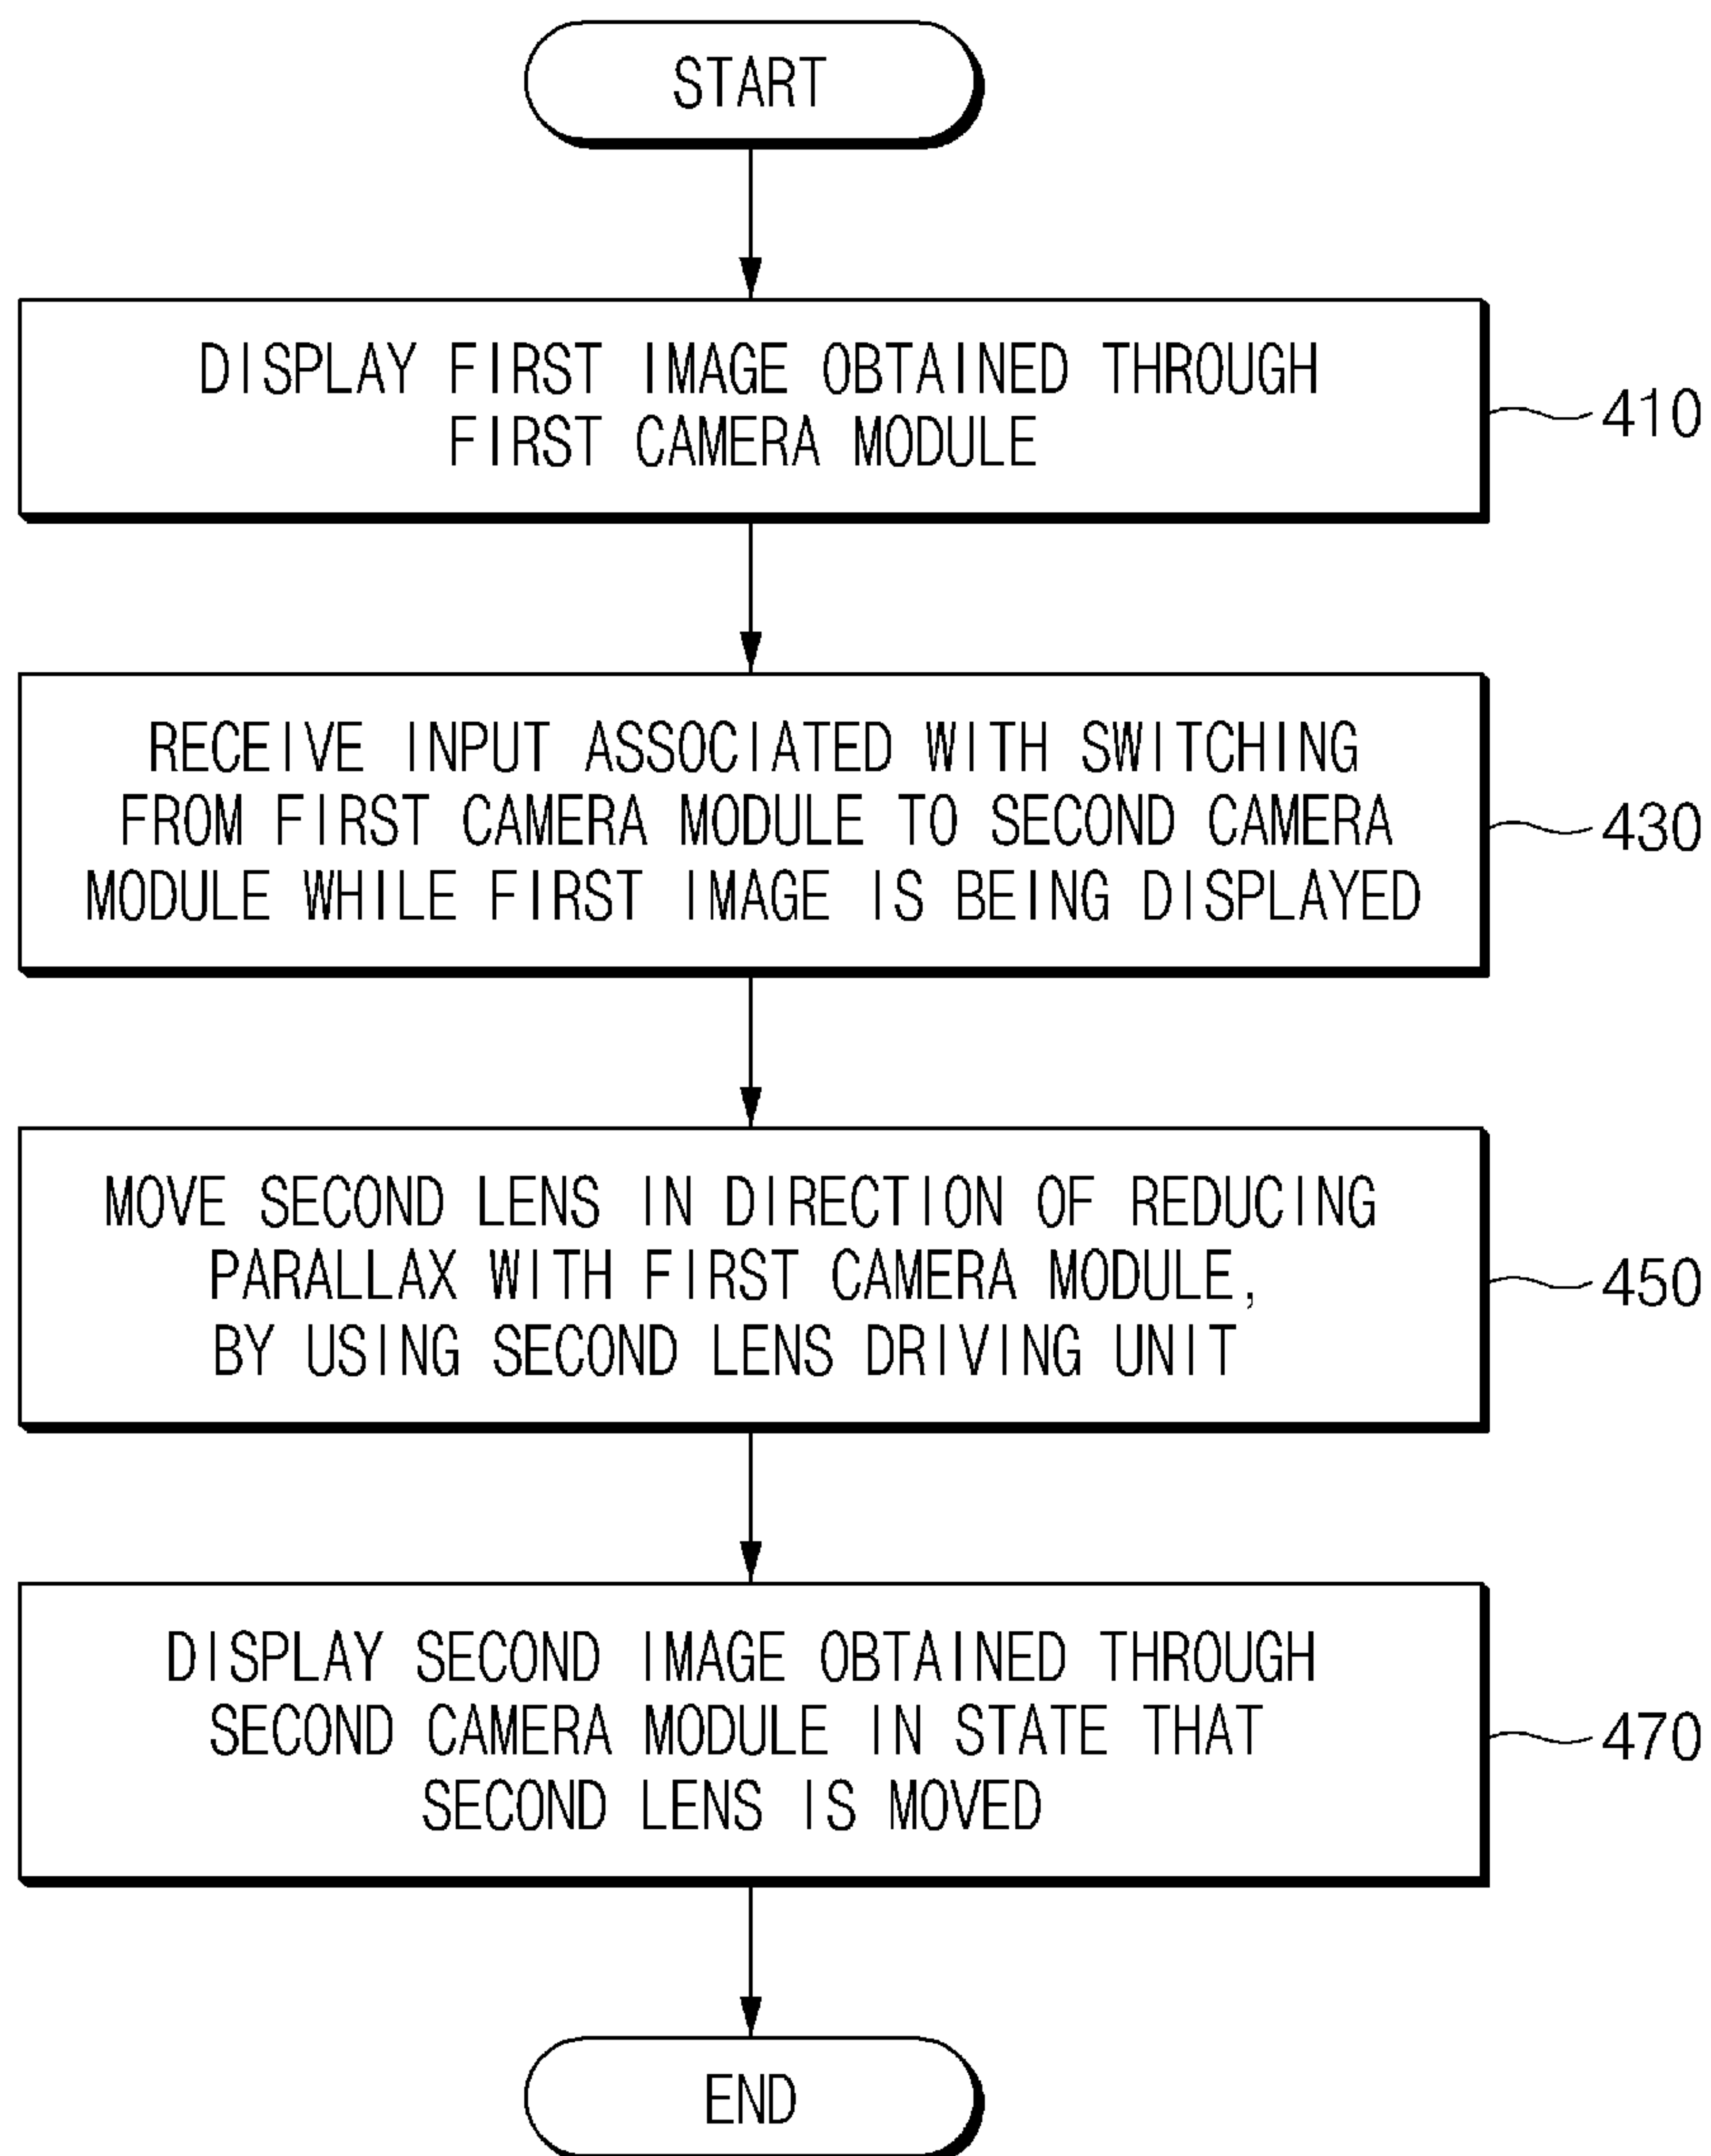 START
DISPLAY FIRST IMAGE OBTAINED THROUGH
FIRST CAMERA MODULE
410
RECEIVE INPUT ASSOCIATED WITH SWITCHING
FROM FIRST CAMERA MODULE TO SECOND CAMERA
MODULE WHILE FIRST IMAGE IS BEING DISPLAYED
430
MOVE SECOND LENS IN DIRECTION OF REDUCING
PARALLAX WITH FIRST CAMERA MODULE,
BY USING SECOND LENS DRIVING UNIT
450
DISPLAY SECOND IMAGE OBTAINED THROUGH
SECOND CAMERA MODULE IN STATE THAT
SECOND LENS IS MOVED
470
END